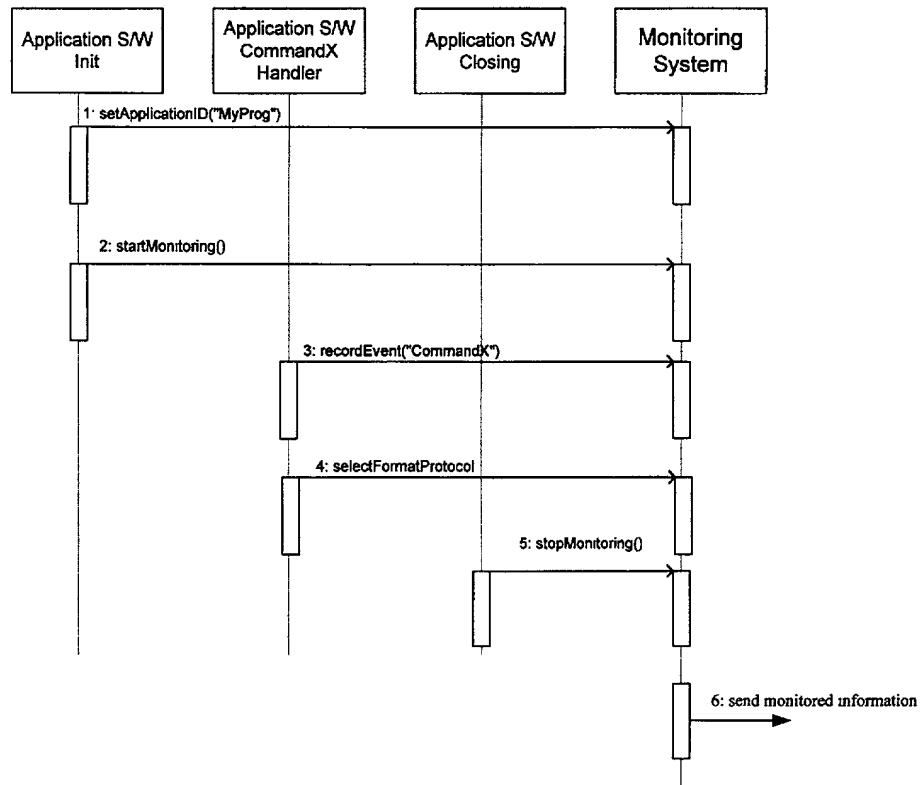 Application S/W
Init
Application S/W
CommandX
Handler
Application S/W
Closing
Monitoring
System
1: setApplicationID("MyProg")
2: startMonitoring()
3: recordEvent("CommandX")
4: selectFormatProtocol
5: stopMonitoring()
6: send monitored information